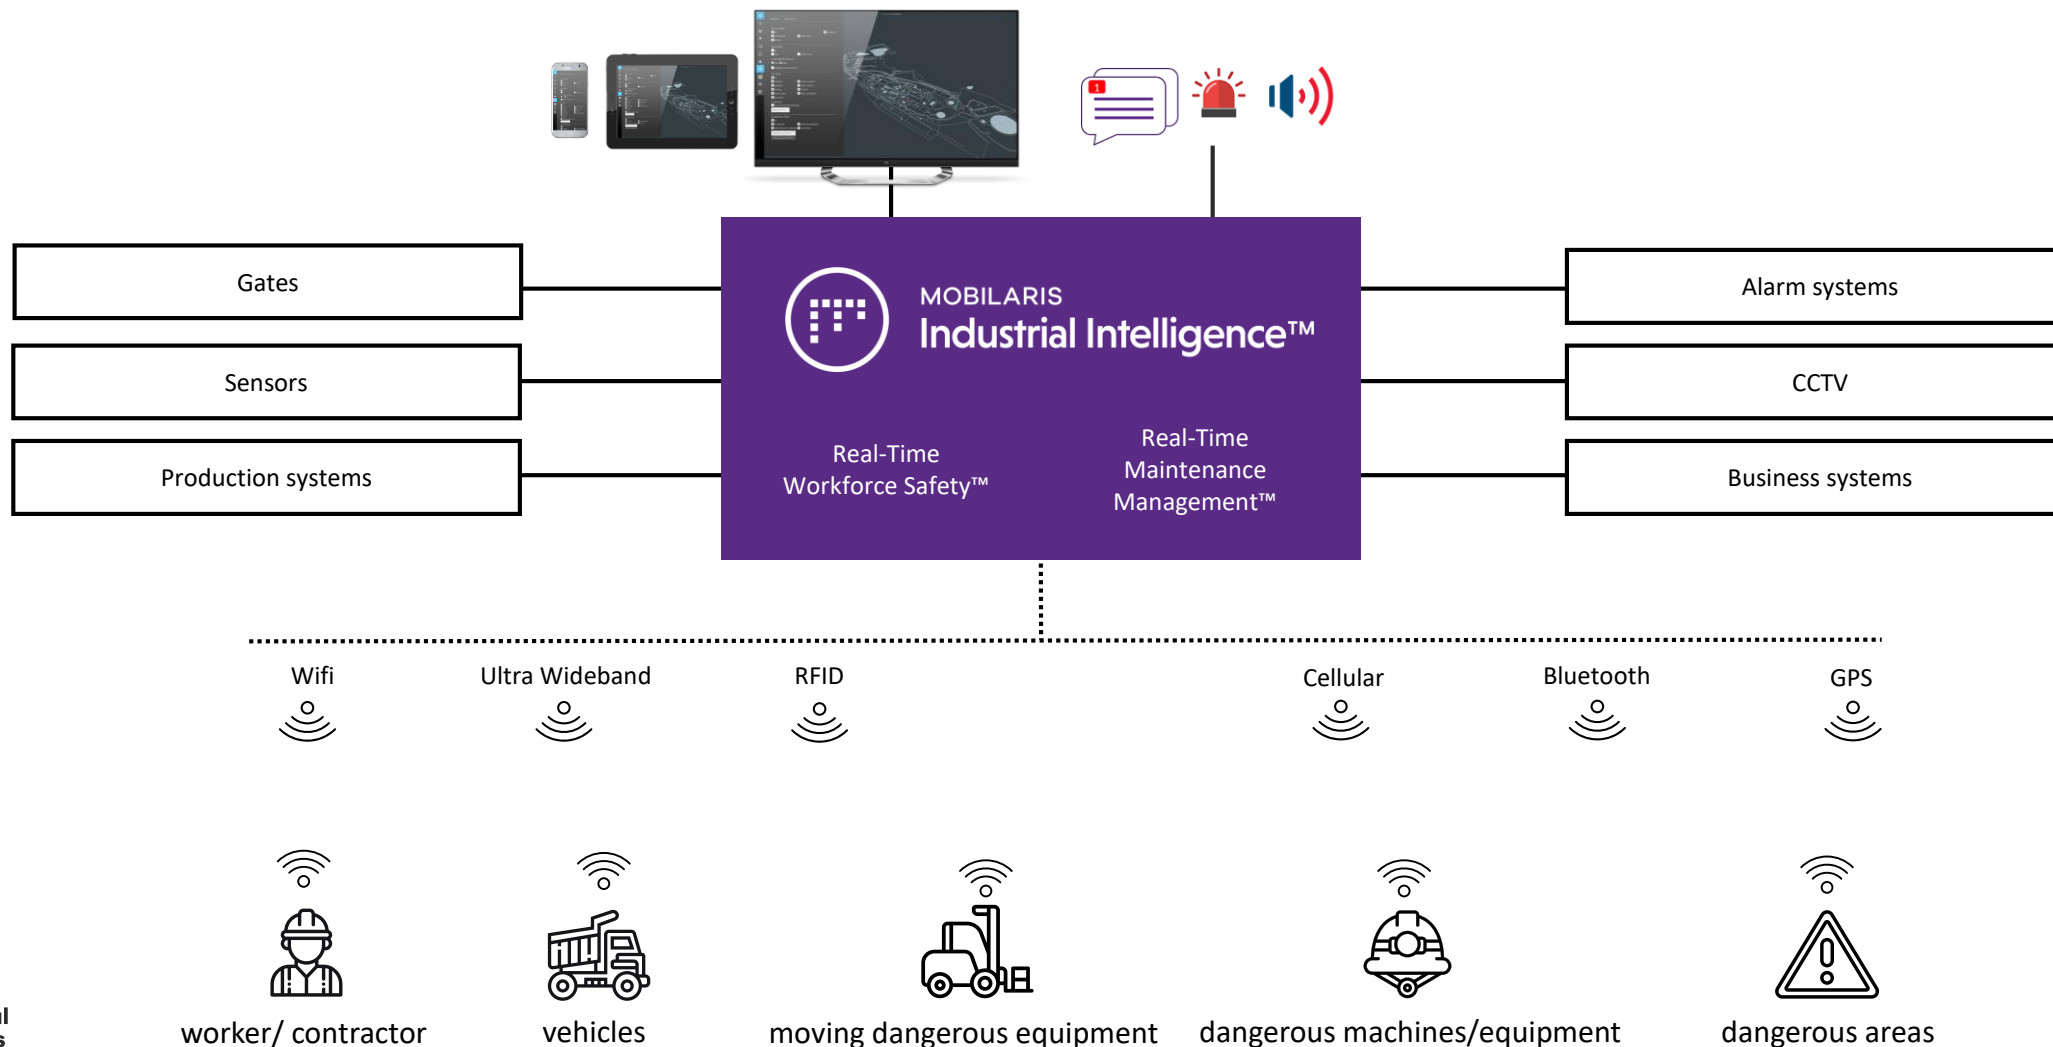 1
Gates
Sensors
Production systems
MOBILARIS
Industrial Intelligence™
Real-Time
Workforce Safety™
Real-Time
Maintenance
Management™
Alarm systems
CCTV
Business systems
Wifi
Ultra Wideband
RFID
Cellular
Bluetooth
GPS
worker/ contractor
vehicles
moving dangerous equipment
dangerous machines/equipment
dangerous areas